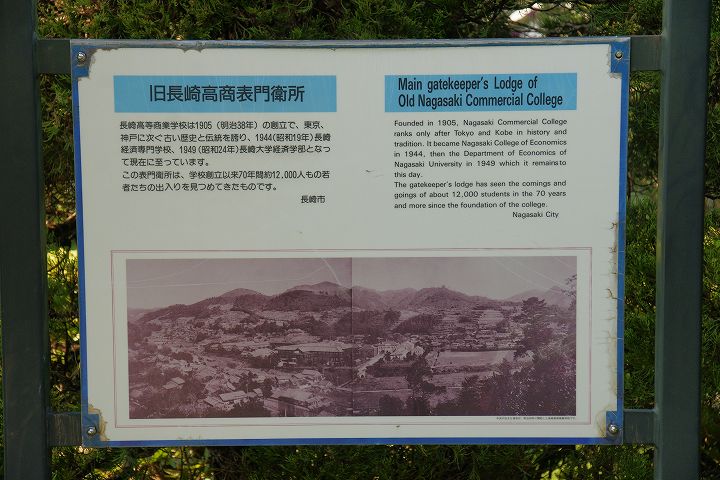 旧長崎高商表門衛所
長崎高等商業学校は1905（明治38年）の創立で、東京、
神戸に次ぐ古い歴史と伝統を誇り、1944(昭和19年)長崎
経済専門学校、1949（昭和24年)長崎大学経済学部となっ
て現在に至っています。
この表門衛所は、学校創立以来70年間約12,000人もの若
者たちの出入りを見つめてきたものです。
長崎市
Main gatekeeper's Lodge of
Old Nagasaki Commercial College
Founded in 1905, Nagasaki Commercial College
ranks only after Tokyo and Kobe in history and
tradition. It became Nagasaki College of Economics
in 1944, then the Department of Economics of
Nagasaki University in 1949 which it remains to
this day.
The gatekeeper's lodge has seen the comings and
goings of about 12,000 students in the 70 years
and more since the foundation of the college.
Nagasaki City